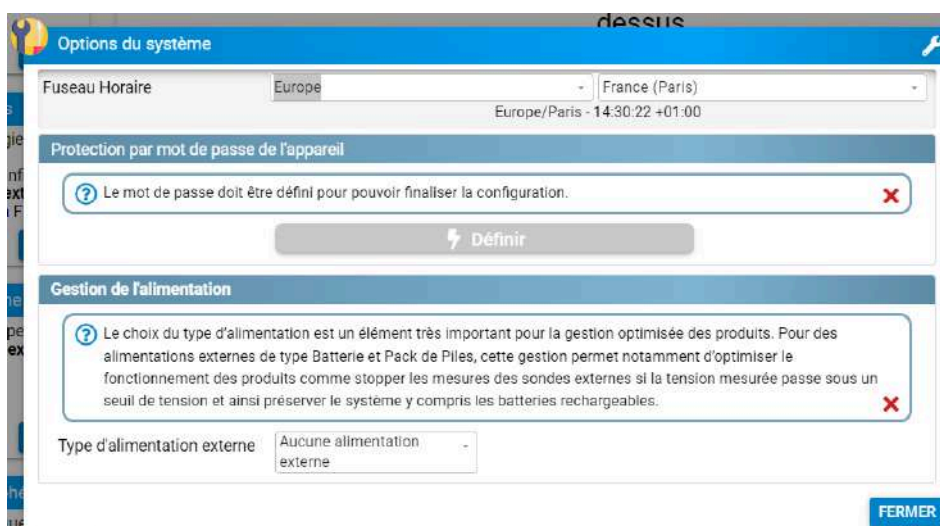 dessus
Options du système
Fuseau Horaire
Europe
France (Paris)
Europe/Paris - 14:30:22 +01:00
Protection par mot de passe de l'appareil
Le mot de passe doit être défini pour pouvoir finaliser la configuration.
Définir
Gestion de l'alimentation
Le choix du type d'alimentation est un élément très important pour la gestion optimisée des produits. Pour des
alimentations externes de type Batterie et Pack de Piles, cette gestion permet notamment d'optimiser le
fonctionnement des produits comme stopper les mesures des sondes externes si la tension mesurée passe sous un
seuil de tension et ainsi préserver le système y compris les batteries rechargeables.
Type d'alimentation externe
Aucune alimentation
externe
FERMER